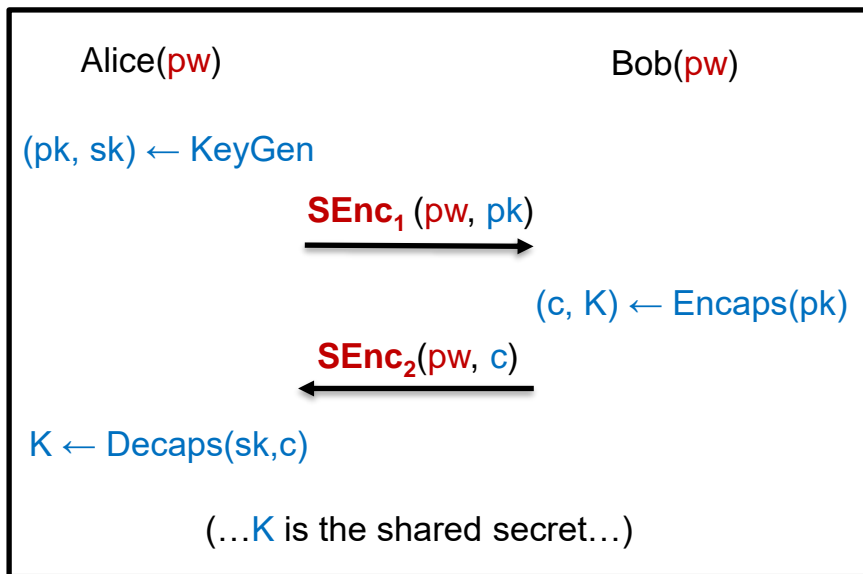 Alice(pw)
Bob(pw)
(pk, sk) ← KeyGen
SEnc₁ (pw, pk)
(c, K) ← Encaps(pk)
SEnc₂(pw, c)
K ← Decaps(sk,c)
(…K is the shared secret…)